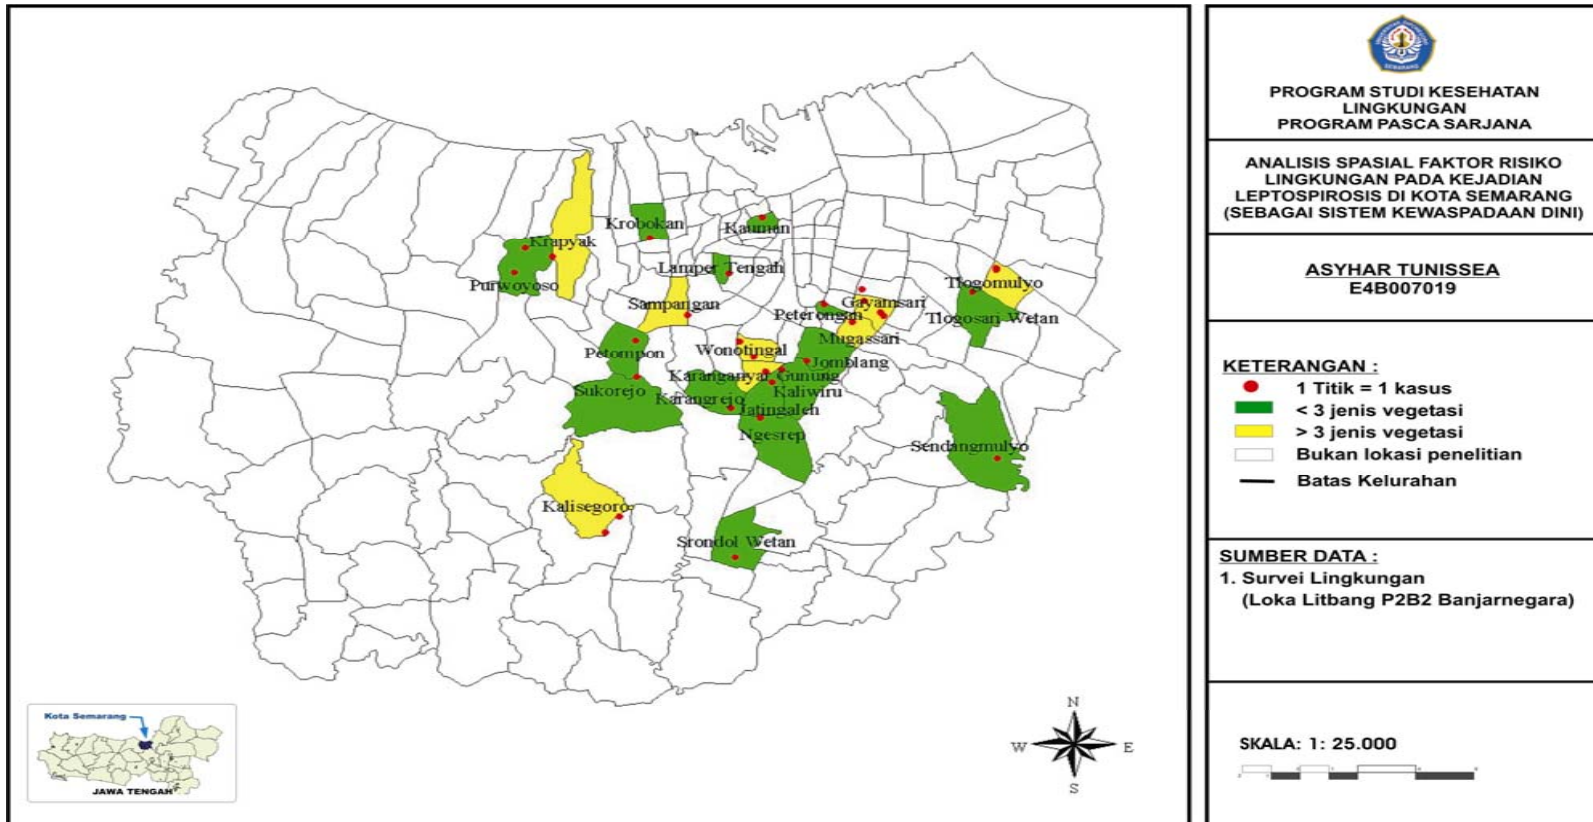 Krobokan
Kauman
Krapyak
Lamper Tengah
Purwoyoso
Tlogomulyo
Sampangan
Gayamsari
Peterongan
Tlogosari Wetan
Mugassari
Petompon
Wonotingal
Jomblang
Karanganyar Gunung
Sukorejo
Kaliwiru
Karangrejo
Jatingaleh
Ngesrep
Sendangmulyo
Kalisegoro
Srondol Wetan
Kota Semarang
JAWA TENGAH
N
W
E
S
PROGRAM STUDI KESEHATAN
LINGKUNGAN
PROGRAM PASCA SARJANA
ANALISIS SPASIAL FAKTOR RISIKO
LINGKUNGAN PADA KEJADIAN
LEPTOSPIROSIS DI KOTA SEMARANG
(SEBAGAI SISTEM KEWASPADAAN DINI)
ASYHAR TUNISSEA
E4B007019
KETERANGAN :
1 Titik = 1 kasus
< 3 jenis vegetasi
> 3 jenis vegetasi
Bukan lokasi penelitian
Batas Kelurahan
SUMBER DATA :
1. Survei Lingkungan
(Loka Litbang P2B2 Banjarnegara)
SKALA: 1: 25.000